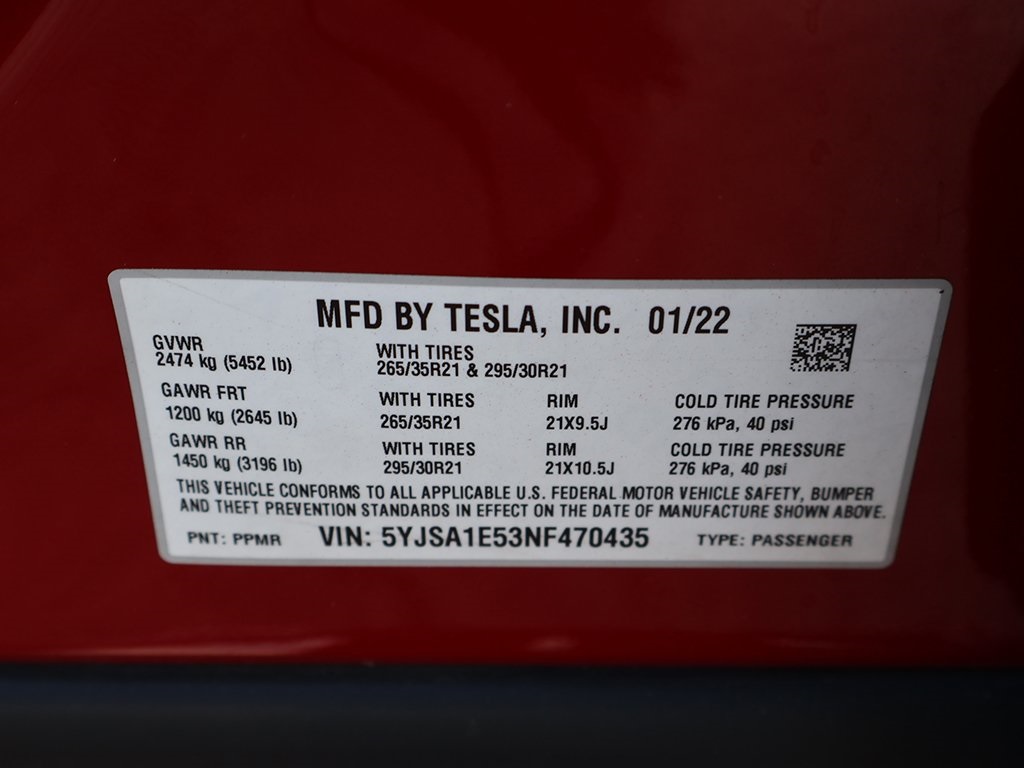 MFD BY TESLA, INC. 01/22
GVWR
2474 kg (5452 lb)
WITH TIRES
265/35R21 & 295/30R21
GAWR FRT WITH TIRES RIM COLD TIRE PRESSURE
1200 kg (2645 lb) 265/35R21 21X9.5J 276 kPa, 40 psi
GAWR RR WITH TIRES RIM COLD TIRE PRESSURE
1450 kg (3196 lb) 295/30R21 21X10.5J 276 kPa, 40 psi
THIS VEHICLE CONFORMS TO ALL APPLICABLE U.S. FEDERAL MOTOR VEHICLE SAFETY, BUMPER
AND THEFT PREVENTION STANDARDS IN EFFECT ON THE DATE OF MANUFACTURE SHOWN ABOVE.
PNT: PPMR VIN: 5YJSA1E53NF470435 TYPE: PASSENGER